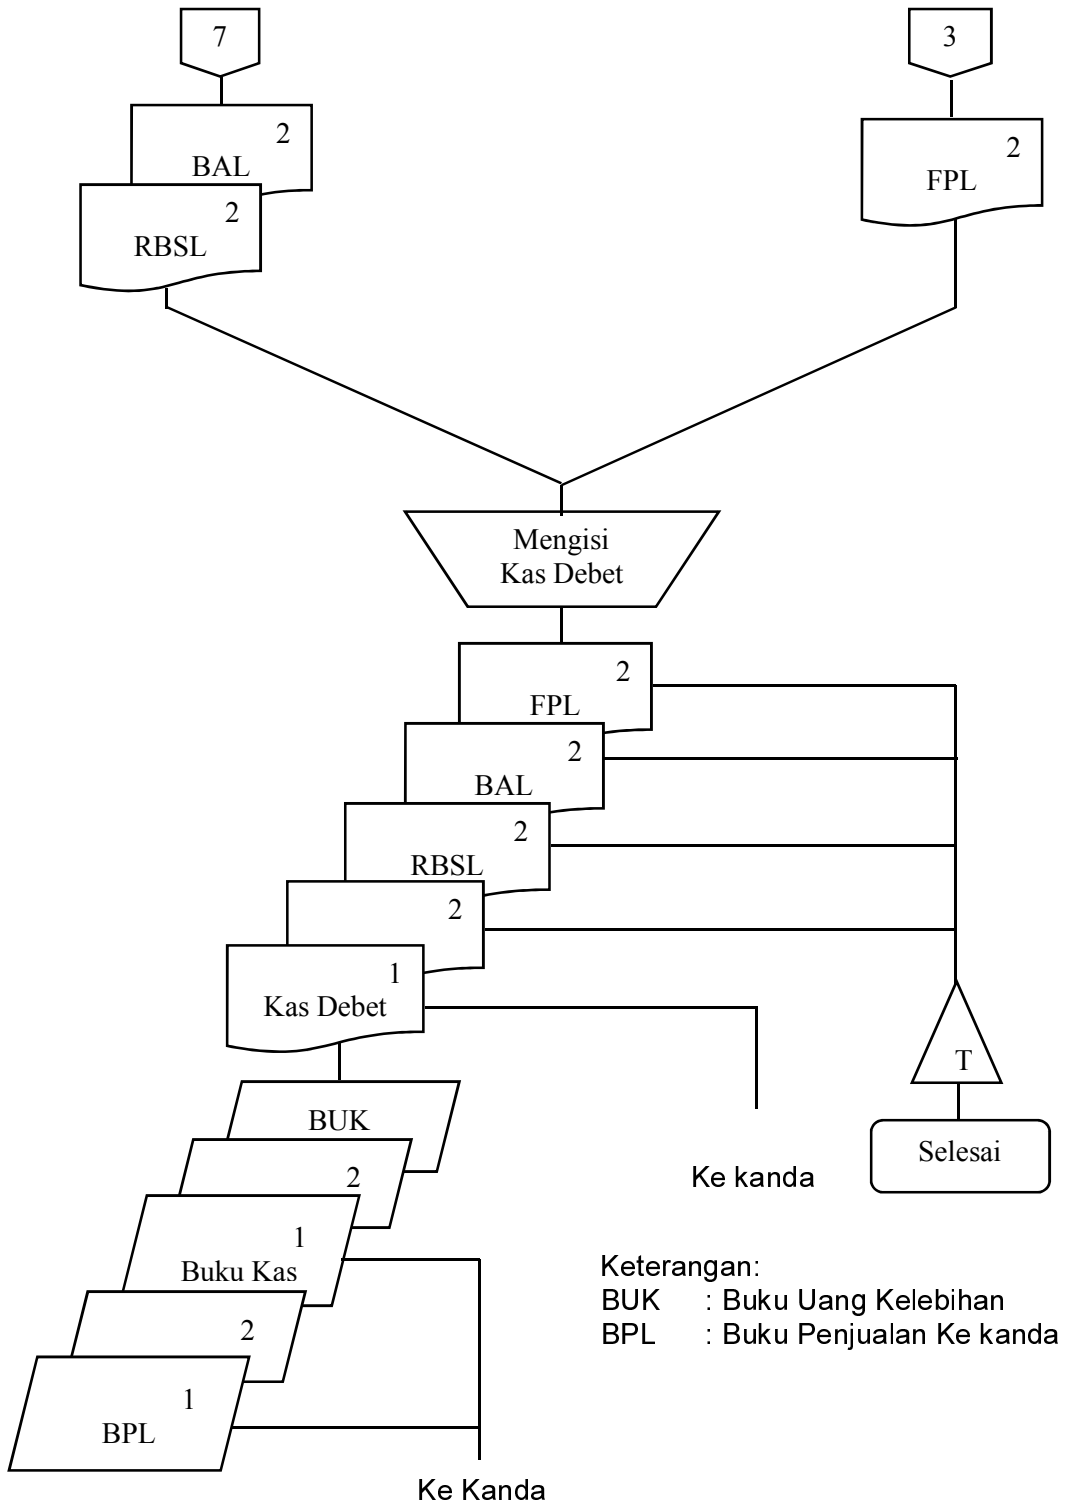 7
3
2
BAL
2
FPL
2
RBSL
Mengisi
Kas Debet
2
FPL
2
BAL
2
RBSL
2
1
Kas Debet
T
BUK
Selesai
2
Ke kanda
1
Buku Kas
Keterangan:
BUK : Buku Uang Kelebihan
BPL : Buku Penjualan Ke kanda
2
1
BPL
Ke Kanda